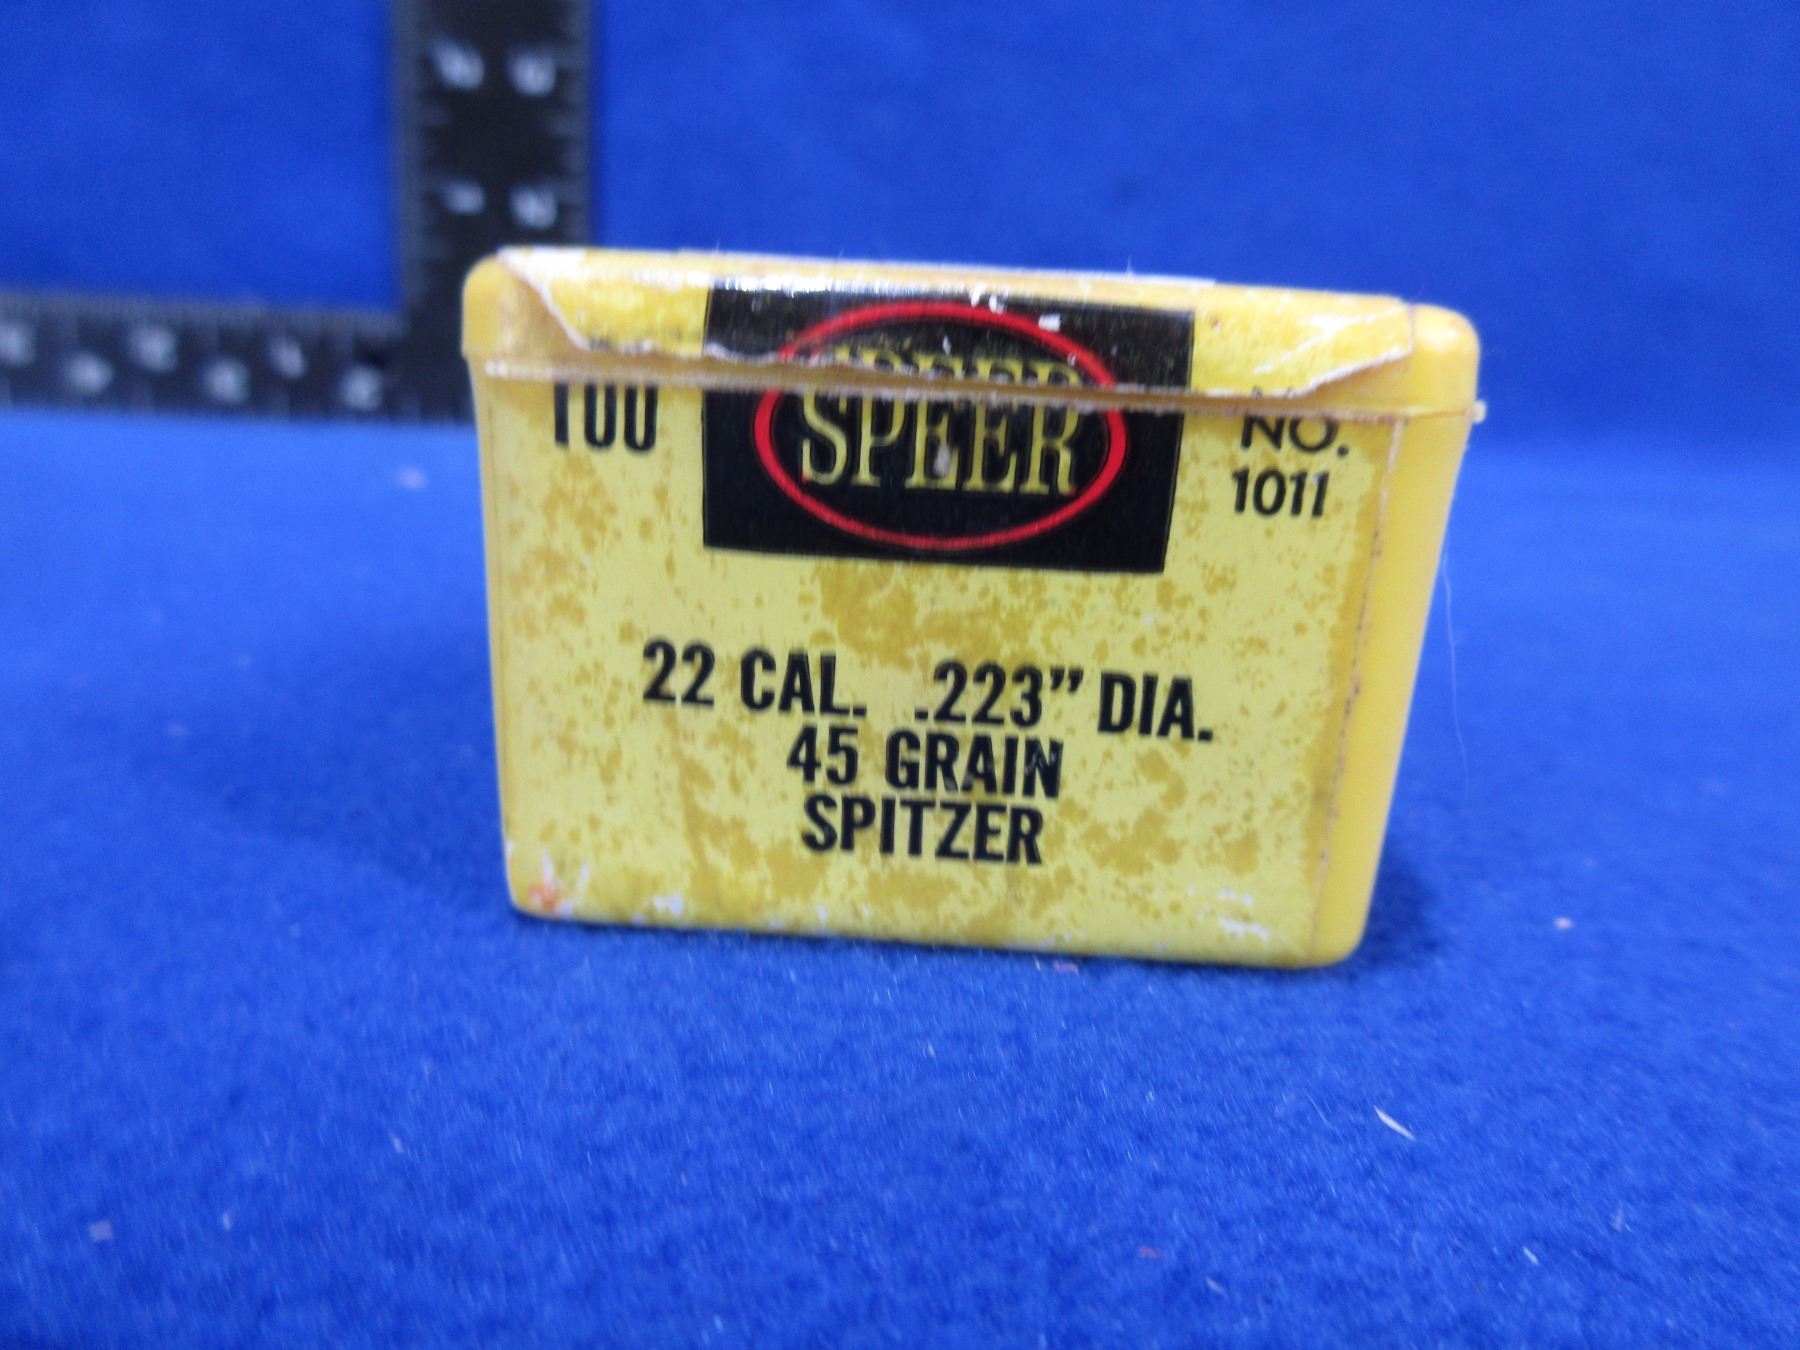 100
SPEER
NO.
1011
22 CAL. .223” DIA.
45 GRAIN
SPITZER